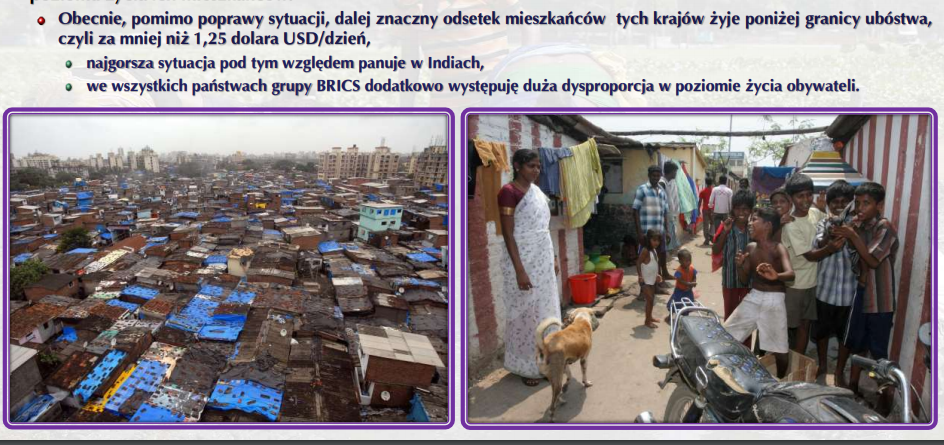 Obecnie, pomimo poprawy sytuacji, dalej znaczny odsetek mieszkańców tych krajów żyje poniżej granicy ubóstwa,
czyli za mniej niż 1,25 dolara USD/dzień,
najgorsza sytuacja pod tym względem panuje w Indiach,
we wszystkich państwach grupy BRICS dodatkowo występuję duża dysproporcja w poziomie życia obywateli.